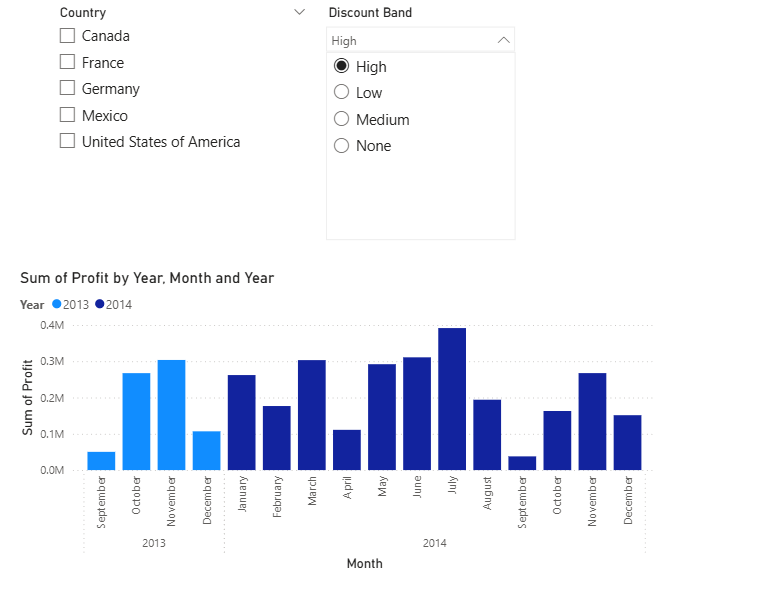 Country
Canada
France
Germany
Mexico
United States of America
Discount Band
High
High
Low
Medium
None
Sum of Profit by Year, Month and Year
Year 2013 2014
0.4M
0.3M
0.2M
0.1M
0.0M
Sum of Profit
September October November December January February March April May June July August September October November December
2013 2014
Month